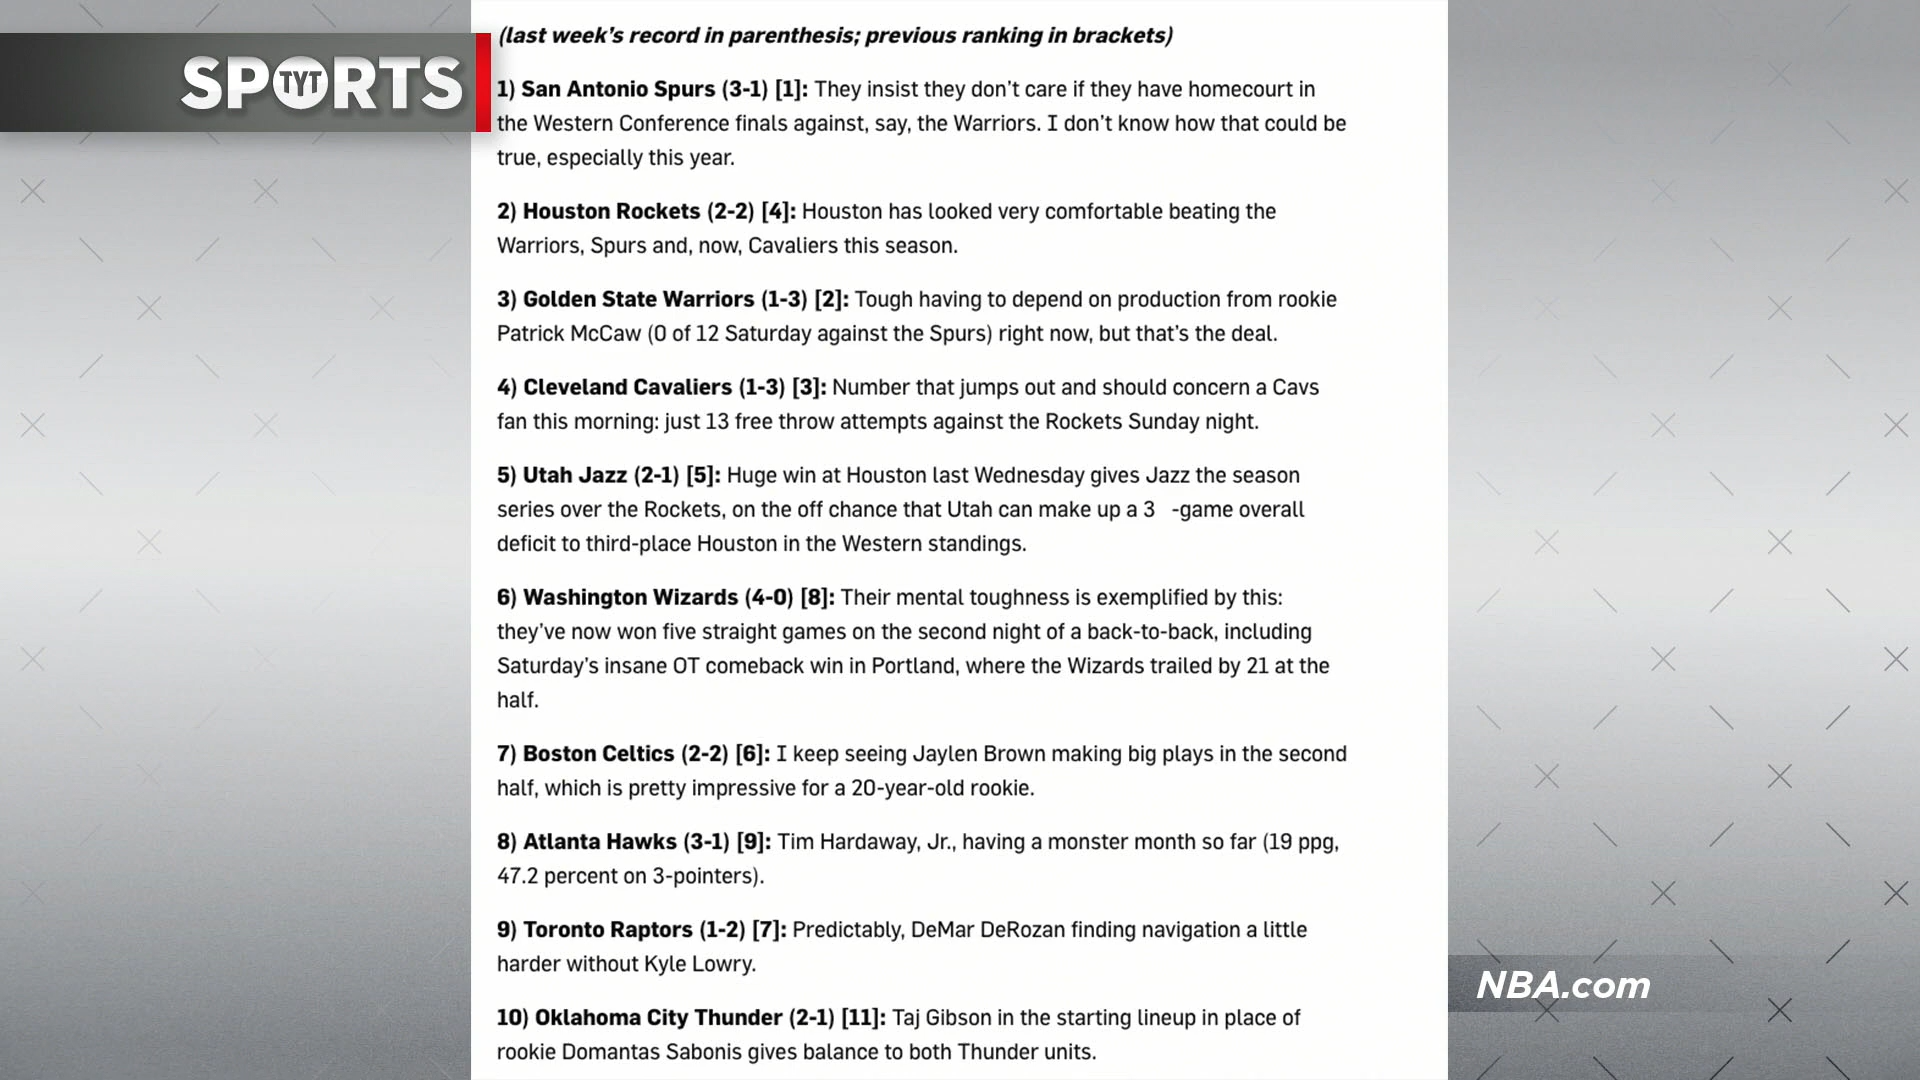 SPORTS
TYT
(last week's record in parenthesis; previous ranking in brackets)
1) San Antonio Spurs (3-1) [1]: They insist they don't care if they have homecourt in
the Western Conference finals against, say, the Warriors. I don't know how that could be
true, especially this year.
2) Houston Rockets (2-2) [4]: Houston has looked very comfortable beating the
Warriors, Spurs and, now, Cavaliers this season.
3) Golden State Warriors (1-3) [2]: Tough having to depend on production from rookie
Patrick McCaw (0 of 12 Saturday against the Spurs) right now, but that's the deal.
4) Cleveland Cavaliers (1-3) [3]: Number that jumps out and should concern a Cavs
fan this morning: just 13 free throw attempts against the Rockets Sunday night.
5) Utah Jazz (2-1) [5]: Huge win at Houston last Wednesday gives Jazz the season
series over the Rockets, on the off chance that Utah can make up a 3 -game overall
deficit to third-place Houston in the Western standings.
6) Washington Wizards (4-0) [8]: Their mental toughness is exemplified by this:
they've now won five straight games on the second night of a back-to-back, including
Saturday's insane OT comeback win in Portland, where the Wizards trailed by 21 at the
half.
7) Boston Celtics (2-2) [6]: I keep seeing Jaylen Brown making big plays in the second
half, which is pretty impressive for a 20-year-old rookie.
8) Atlanta Hawks (3-1) [9]: Tim Hardaway, Jr., having a monster month so far (19 ppg,
47.2 percent on 3-pointers).
9) Toronto Raptors (1-2) [7]: Predictably, DeMar DeRozan finding navigation a little
harder without Kyle Lowry.
10) Oklahoma City Thunder (2-1) [11]: Taj Gibson in the starting lineup in place of
rookie Domantas Sabonis gives balance to both Thunder units.
NBA.com